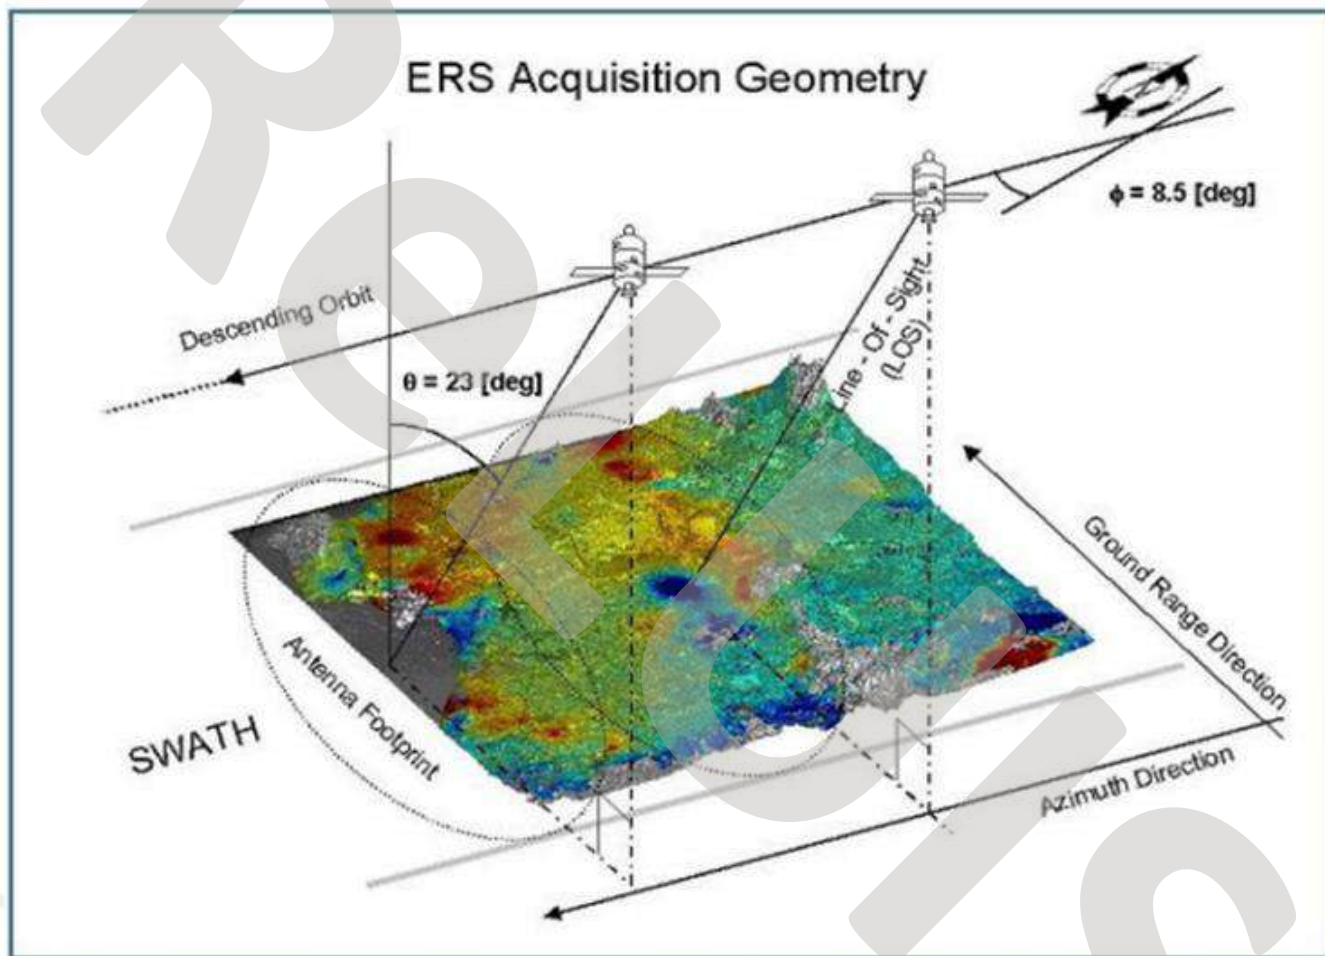 ERS Acquisition Geometry
ϕ = 8.5 [deg]
Descending Orbit
θ = 23 [deg]
Line - Of - Sight
(LOS)
Ground Range Direction
Antenna Footprint
SWATH
Azimuth Direction